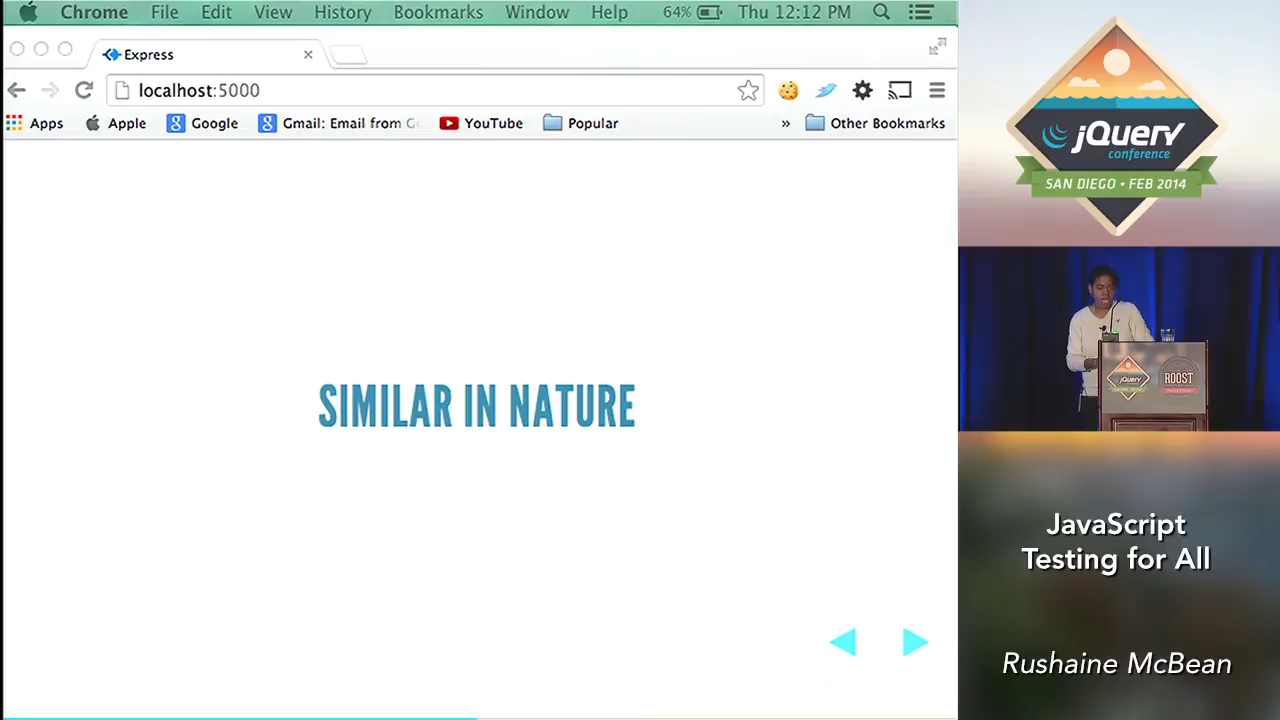 Chrome File Edit View History Bookmarks Window Help 64% Thu 12:12 PM
Express
localhost:5000
Apps Apple Google Gmail: Email from Go YouTube Popular » Other Bookmarks
SIMILAR IN NATURE
jQuery
conference
SAN DIEGO • FEB 2014
jQuery
ROOST
JavaScript
Testing for All
Rushaine McBean